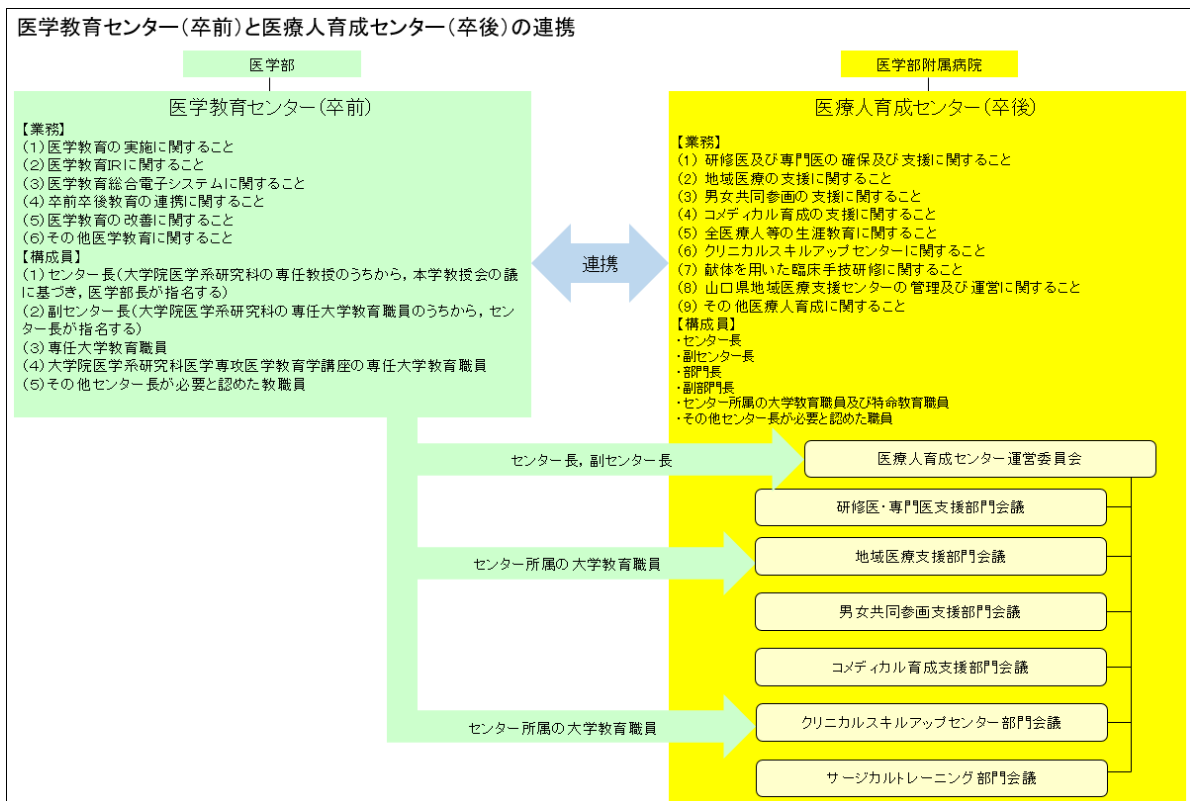 医学教育センター(卒前)と医療人育成センター(卒後)の連携
医学部
医学教育センター(卒前)
【業務】
(1)医学教育の実施に関すること
(2)医学教育IRに関すること
(3)医学教育総合電子システムに関すること
(4)卒前卒後教育の連携に関すること
(5)医学教育の改善に関すること
(6)その他医学教育に関すること
【構成員】
(1)センター長(大学院医学系研究科の専任教授のうちから,本学教授会の議
に基づき,医学部長が指名する)
(2)副センター長(大学院医学系研究科の専任大学教育職員のうちから,セン
ター長が指名する)
(3)専任大学教育職員
(4)大学院医学系研究科医学専攻医学教育学講座の専任大学教育職員
(5)その他センター長が必要と認めた教職員
連携
医学部附属病院
医療人育成センター(卒後)
【業務】
(1) 研修医及び専門医の確保及び支援に関すること
(2) 地域医療の支援に関すること
(3) 男女共同参画の支援に関すること
(4) コメディカル育成の支援に関すること
(5) 全医療人等の生涯教育に関すること
(6) クリニカルスキルアップセンターに関すること
(7) 献体を用いた臨床手技研修に関すること
(8) 山口県地域医療支援センターの管理及び運営に関すること
(9) その他医療人育成に関すること
【構成員】
・センター長
・副センター長
・部門長
・副部門長
・センター所属の大学教育職員及び特命教育職員
・その他センター長が必要と認めた職員
センター長,副センター長
医療人育成センター運営委員会
研修医・専門医支援部門会議
センター所属の大学教育職員
地域医療支援部門会議
男女共同参画支援部門会議
コメディカル育成支援部門会議
センター所属の大学教育職員
クリニカルスキルアップセンター部門会議
サージカルトレーニング部門会議